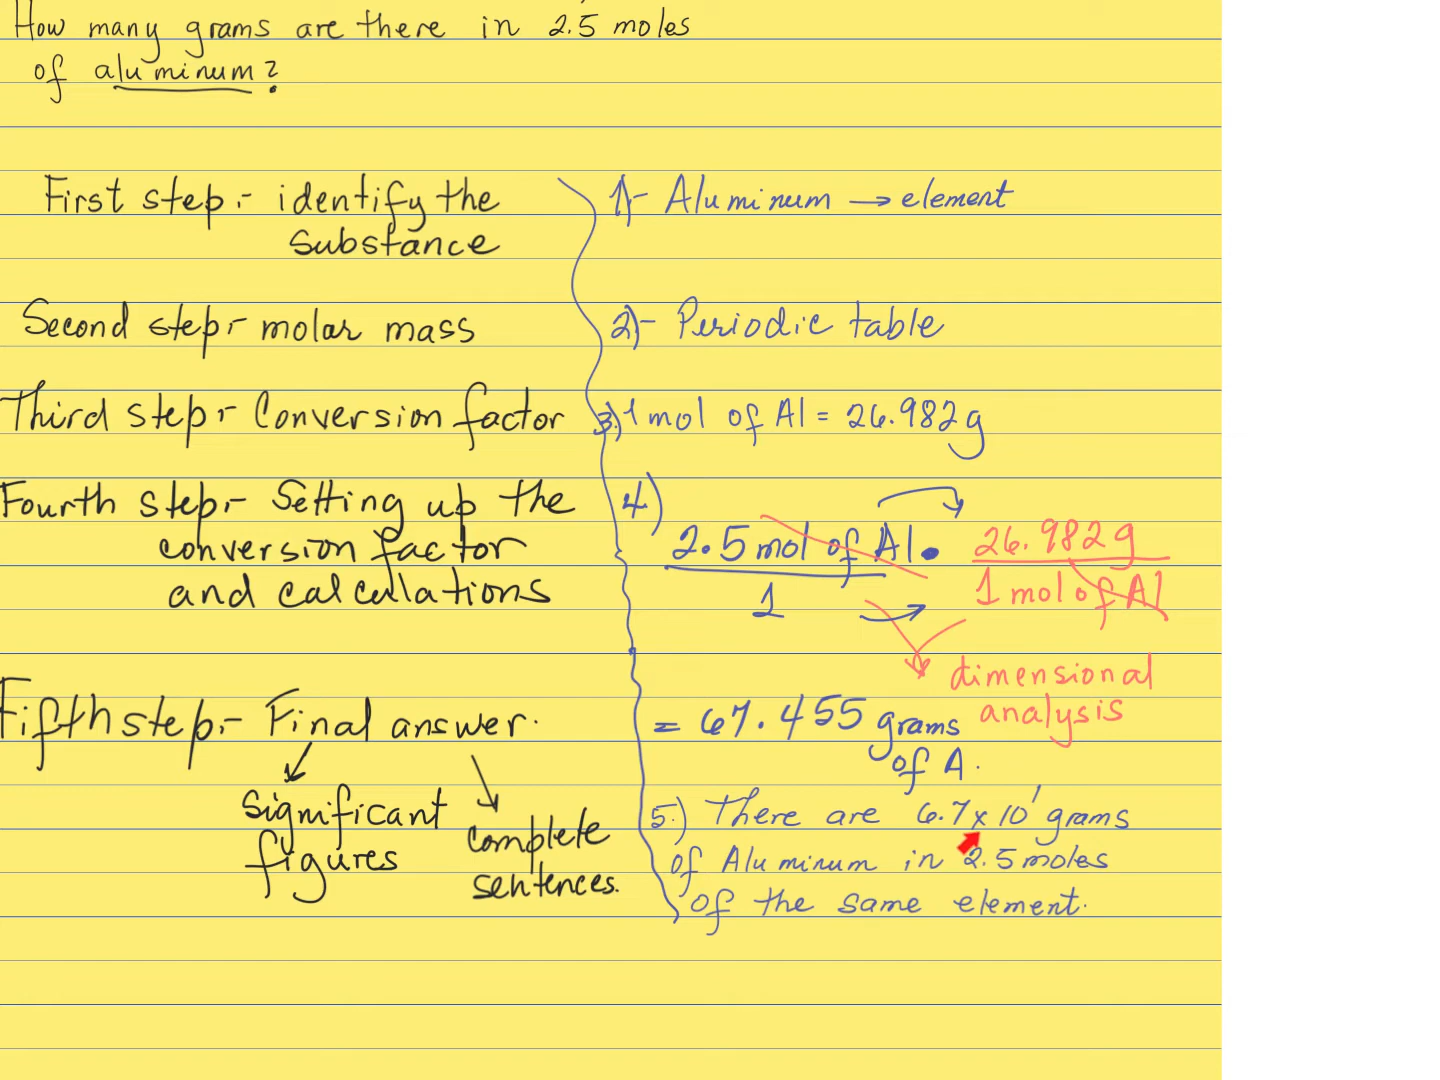 How many grams are there in 2.5 moles
of aluminum?
First step:- identify the
substance
Second step:- molar mass
Third step:- Conversion factor
Fourth step:- Setting up the
conversion factor
and calculations
Fifth step:- Final answer.
significant
figures
complete
sentences.
1)- Aluminum → element
2)- Periodic table
3.) 1 mol of Al = 26.982g
4)
2.5 mol of Al • 26.982g
1 1 mol of Al
dimensional
analysis
= 67.455 grams
of A.
5.) There are 6.7x10¹ grams
of Aluminum in 2.5 moles
of the same element.